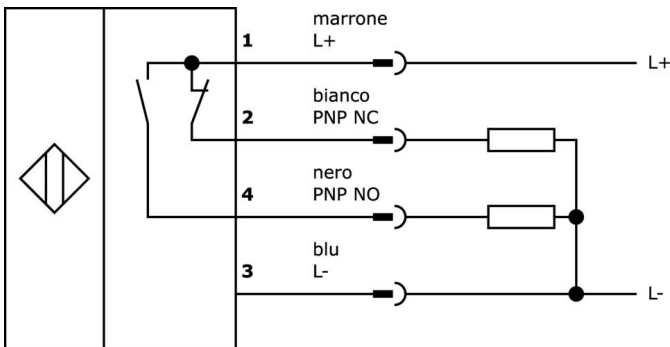 marrone
1 L+
L+
bianco
2 PNP NC
nero
4 PNP NO
blu
3 L-
L-